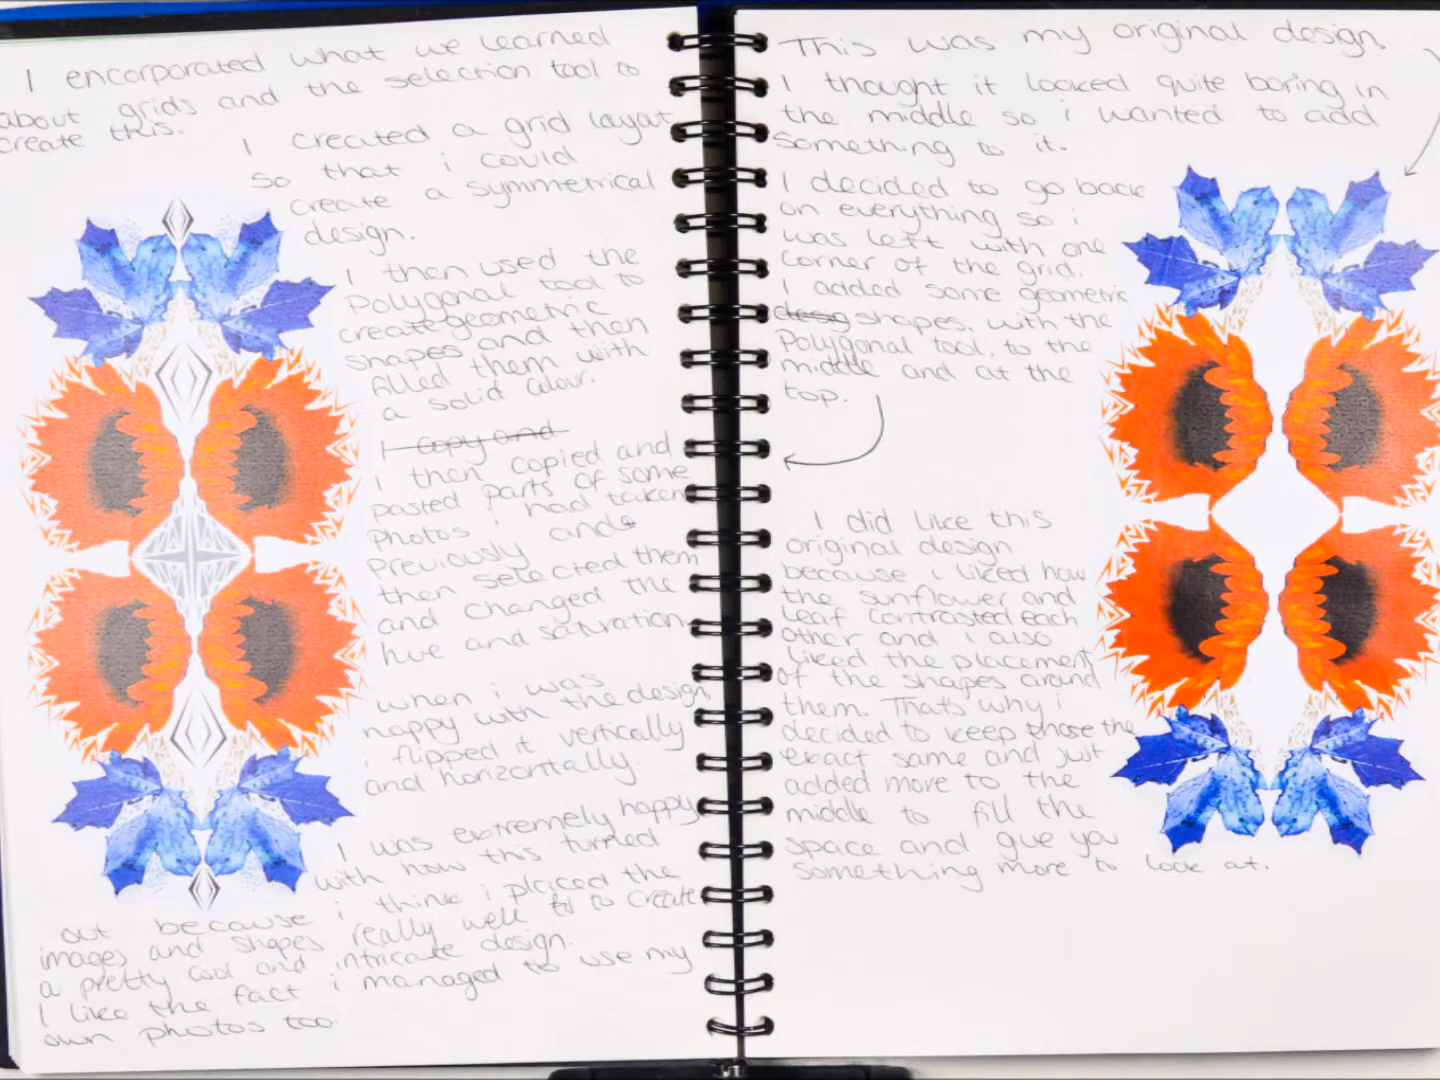 I encorporated what we learned
about grids and the selection tool to
create this.
I created a grid layout
so that i could
create a symmetrical
design.
I then used the
Polygonal tool to
create geometric
shapes and then
filled them with
a solid colour.
I copy and
i then copied and
pasted parts of some
photos i had taken
previously and
then selected them
and changed the
hue and saturation.
when i was
happy with the design
i flipped it vertically
and horizontally.
I was extremely happy
with how this turned
out because i think i placed the
images and shapes really well to create
a pretty cool and intricate design.
I like the fact i managed to use my
own photos too.
This was my original design.
I thought it looked quite boring in
the middle so i wanted to add
something to it.
I decided to go back
on everything so i
was left with one
corner of the grid.
I added some geometric
desig shapes, with the
Polygonal tool, to the
middle and at the
top.
I did like this
original design
because i liked how
the sunflower and
leaf contrasted each
other and i also
liked the placement
of the shapes around
them. Thats why i
decided to keep those the
exact same and just
added more to the
middle to fill the
space and give you
something more to look at.